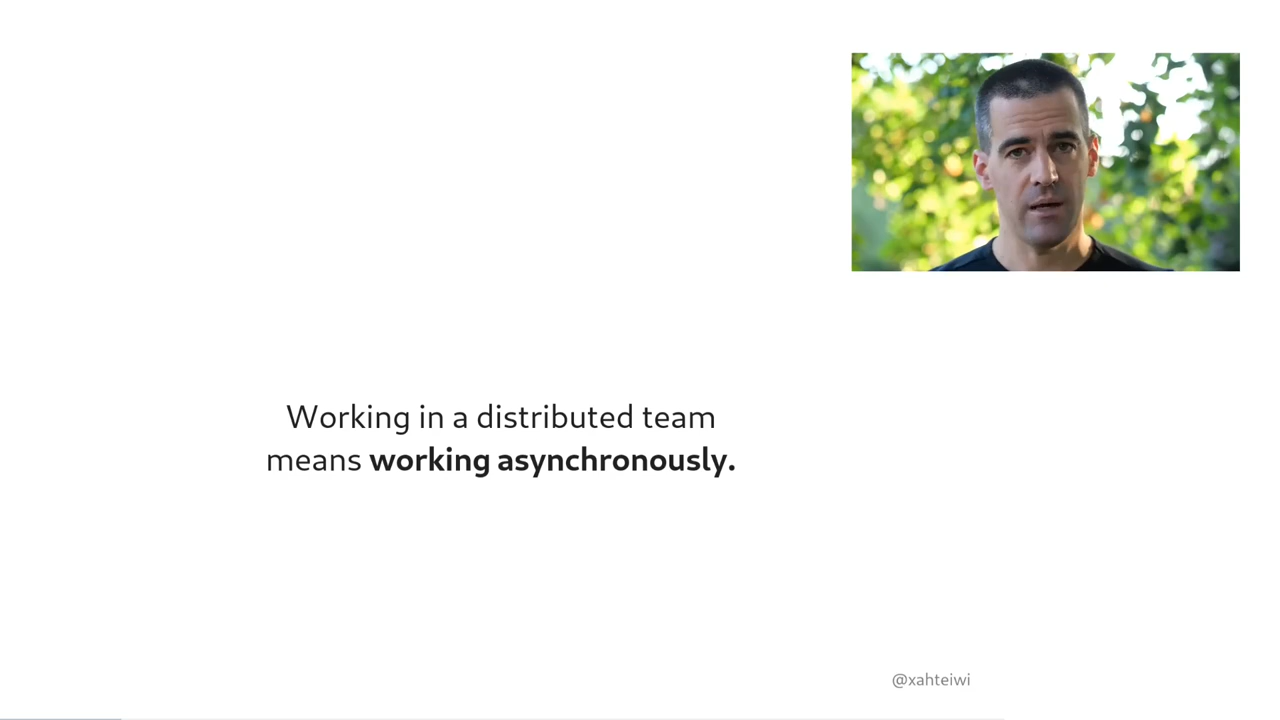 Working in a distributed team
means working asynchronously.
@xahteiwi